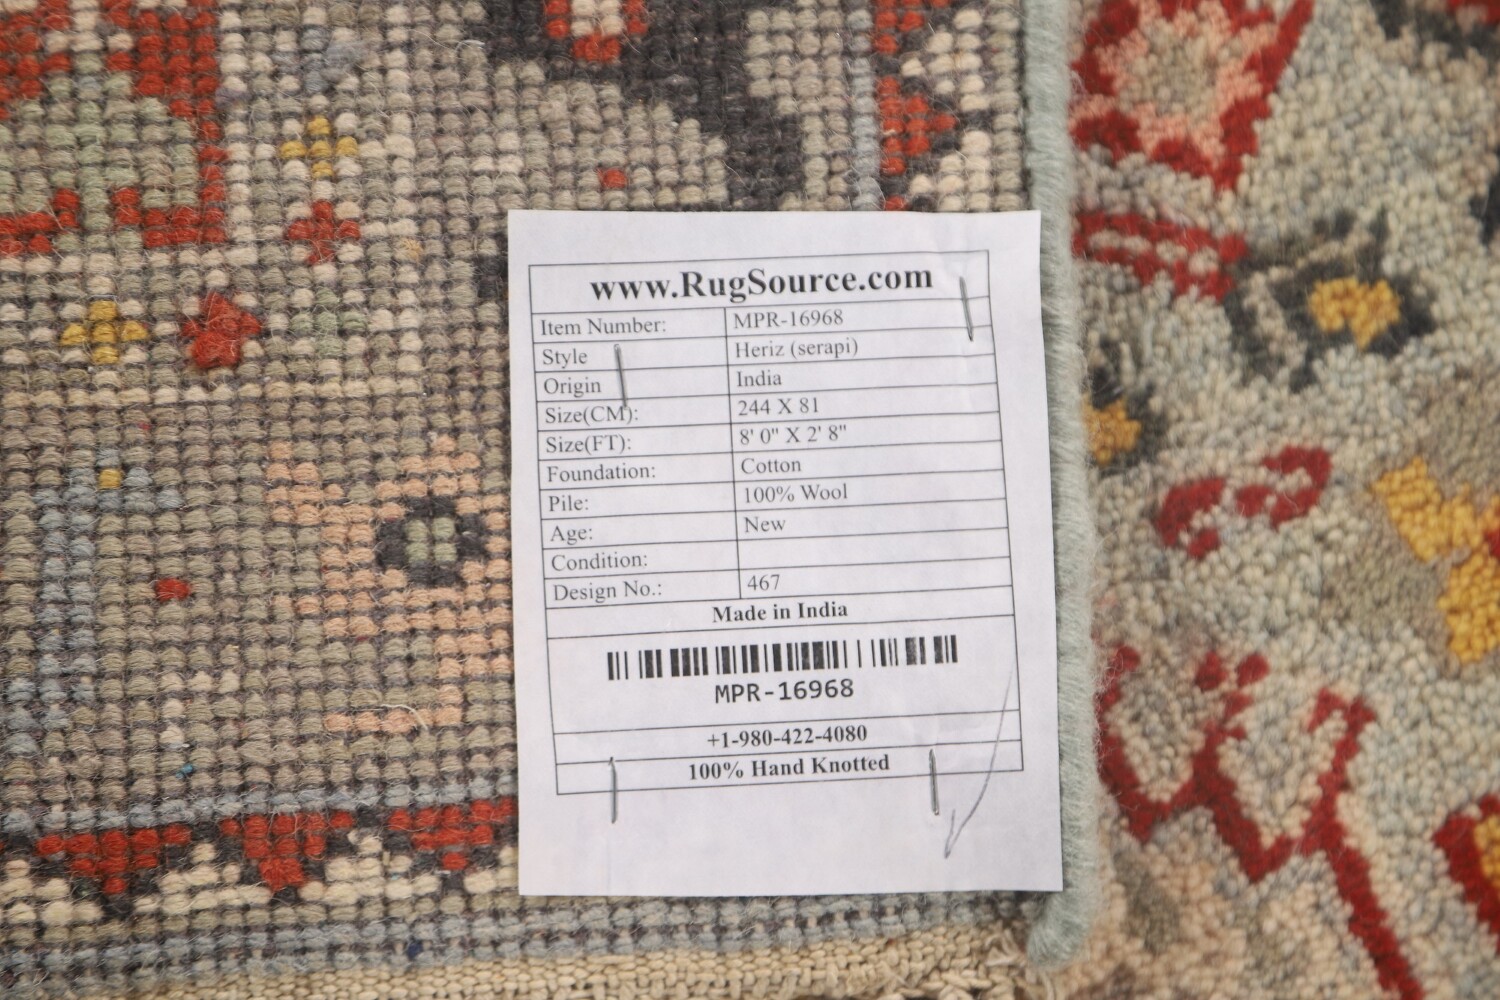 www.RugSource.com
Item Number: MPR-16968
Style Heriz (serapi)
Origin India
Size(CM): 244 X 81
Size(FT): 8' 0" X 2' 8"
Foundation: Cotton
Pile: 100% Wool
Age: New
Condition:
Design No.: 467
Made in India
MPR-16968
+1-980-422-4080
100% Hand Knotted